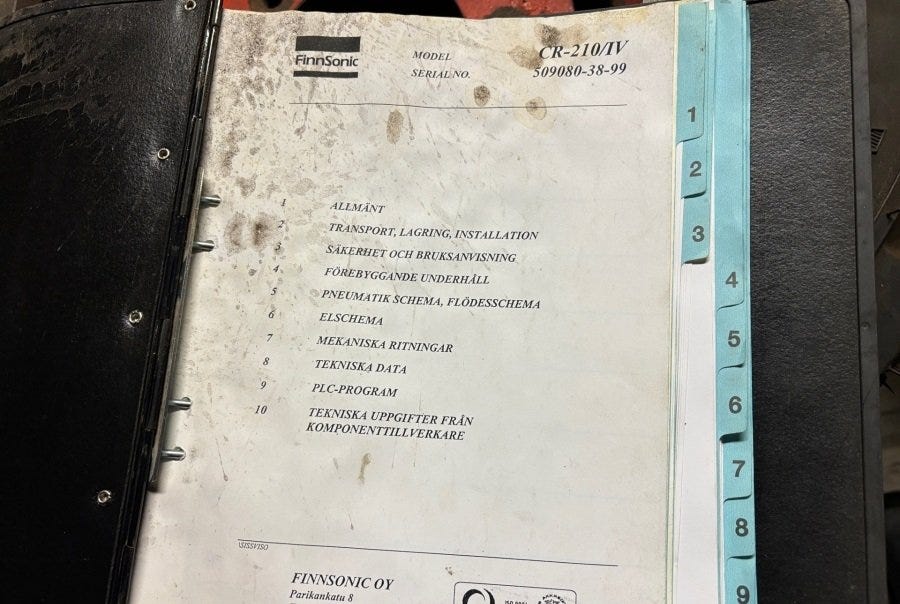 FinnSonic
MODEL CR-210/IV
SERIAL NO. 509080-38-99
1 ALLMÄNT
2 TRANSPORT, LAGRING, INSTALLATION
3 SÄKERHET OCH BRUKSANVISNING
4 FÖREBYGGANDE UNDERHÅLL
5 PNEUMATIK SCHEMA, FLÖDESSCHEMA
6 ELSCHEMA
7 MEKANISKA RITNINGAR
8 TEKNISKA DATA
9 PLC-PROGRAM
10 TEKNISKA UPPGIFTER FRÅN
KOMPONENTTILLVERKARE
\SISSVISO
FINNSONIC OY
Parikankatu 8
1
2
3
4
5
6
7
8
9